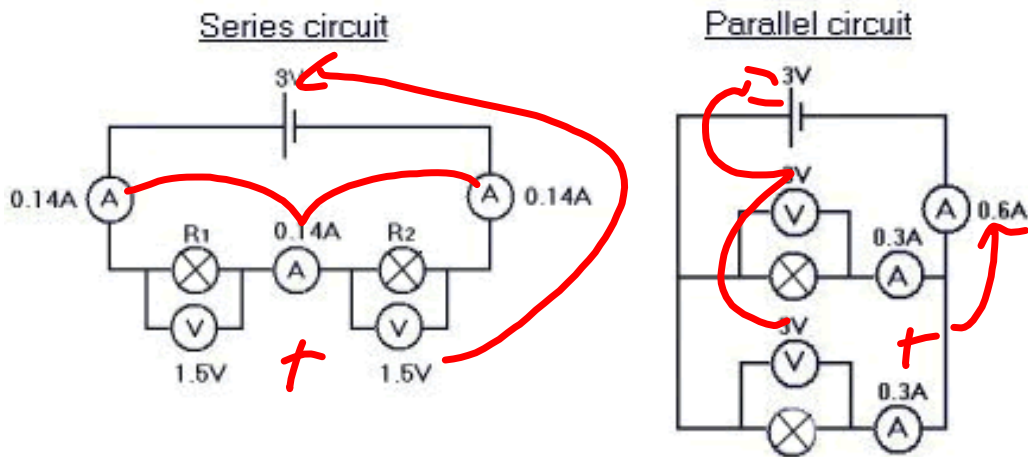 Series circuit
3V
0.14A
A
A
0.14A
R1
0.14A
R2
A
V
V
1.5V
+
1.5V
Parallel circuit
3V
=
3V
V
A
0.6A
0.3A
A
3V
+
V
0.3A
A